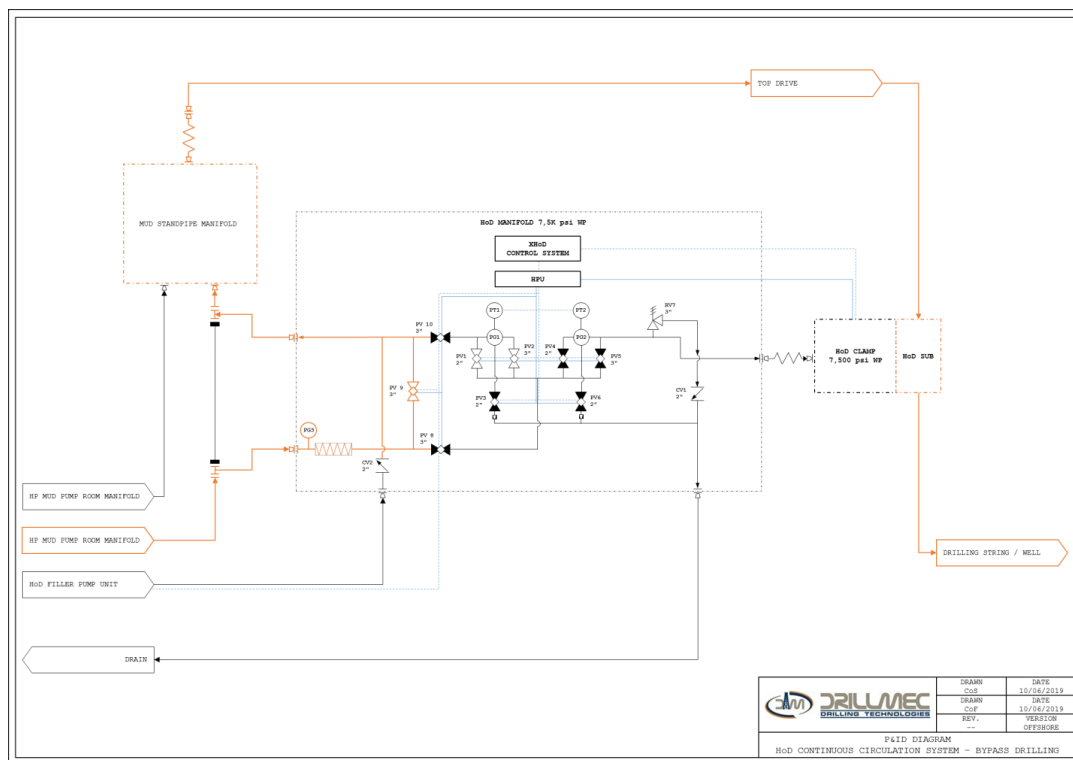 TOP DRIVE
MUD STANDPIPE MANIFOLD
HoD MANIFOLD 7,5K psi WP
XHoD
CONTROL SYSTEM
HPU
PV 10
3"
PT1
PT2
RV7
3"
PG1
PG2
PV1
2"
PV2
3"
PV4
2"
PV5
3"
HoD CLAMP
7,500 psi WP
HoD SUB
PV 9
3"
PV3
2"
PV6
2"
CV1
2"
PG3
PV 8
3"
CV2
2"
HP MUD PUMP ROOM MANIFOLD
HP MUD PUMP ROOM MANIFOLD
DRILLING STRING / WELL
HoD FILLER PUMP UNIT
DRAIN
DRILLMEC
DRILLING TECHNOLOGIES
DRAWN
CoS
DATE
10/06/2019
DRAWN
CoF
DATE
10/06/2019
REV.
--
VERSION
OFFSHORE
P&ID DIAGRAM
HoD CONTINUOUS CIRCULATION SYSTEM - BYPASS DRILLING